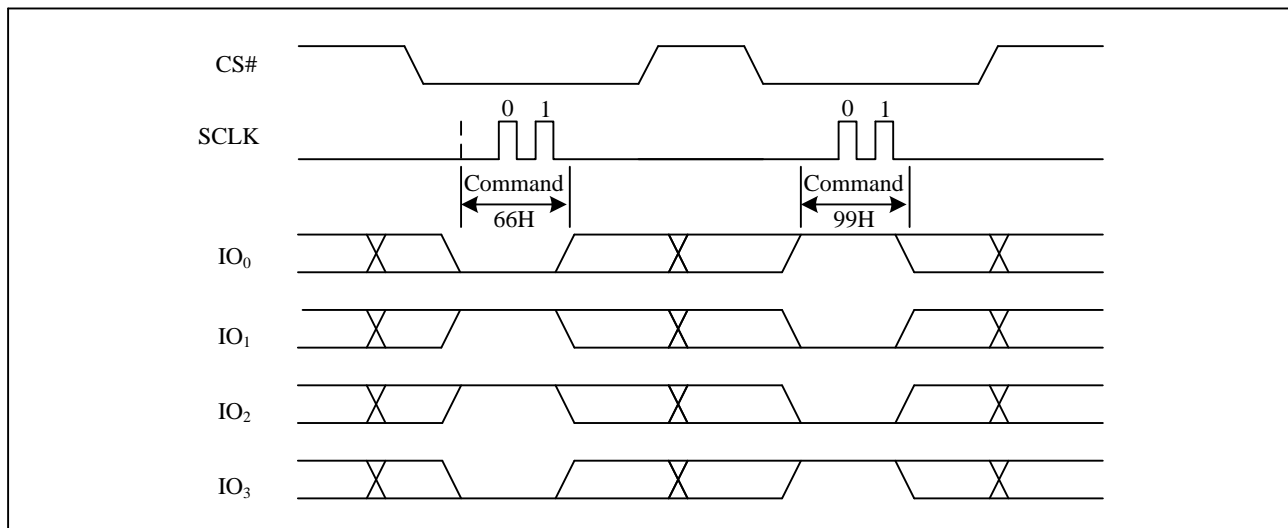 CS#
0 1 0 1
SCLK
Command Command
66H 99H
IO₀
IO₁
IO₂
IO₃